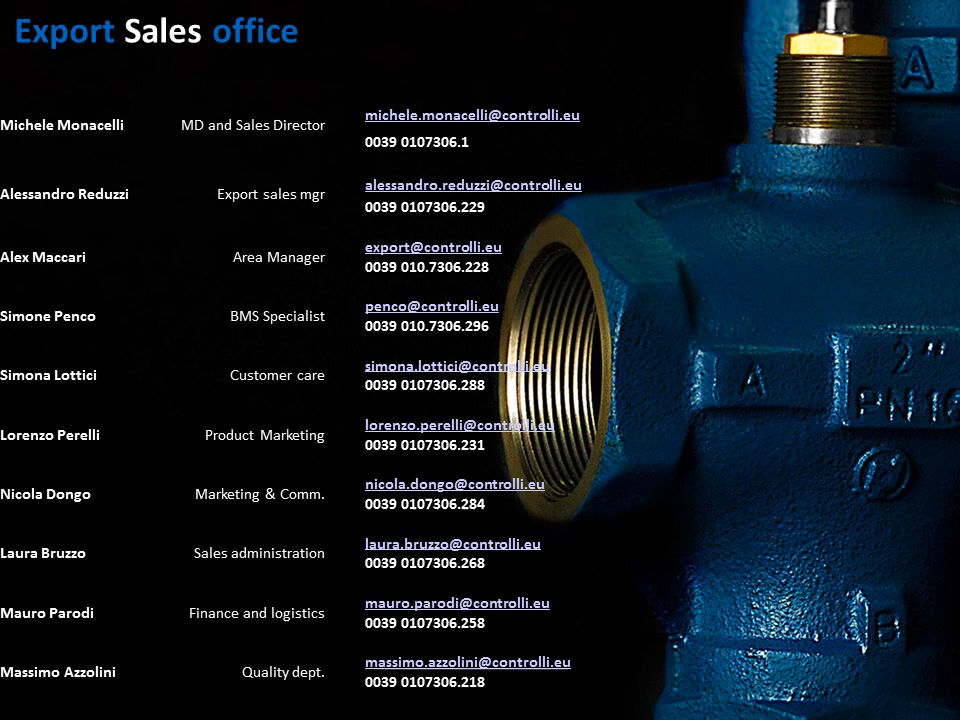 Export Sales office
Michele Monacelli MD and Sales Director michele.monacelli@controlli.eu
0039 0107306.1
Alessandro Reduzzi Export sales mgr alessandro.reduzzi@controlli.eu
0039 0107306.229
Alex Maccari Area Manager export@controlli.eu
0039 010.7306.228
Simone Penco BMS Specialist penco@controlli.eu
0039 010.7306.296
Simona Lottici Customer care simona.lottici@controlli.eu
0039 0107306.288
Lorenzo Perelli Product Marketing lorenzo.perelli@controlli.eu
0039 0107306.231
Nicola Dongo Marketing & Comm. nicola.dongo@controlli.eu
0039 0107306.284
Laura Bruzzo Sales administration laura.bruzzo@controlli.eu
0039 0107306.268
Mauro Parodi Finance and logistics mauro.parodi@controlli.eu
0039 0107306.258
Massimo Azzolini Quality dept. massimo.azzolini@controlli.eu
0039 0107306.218
A
A
2"
PN 16
B